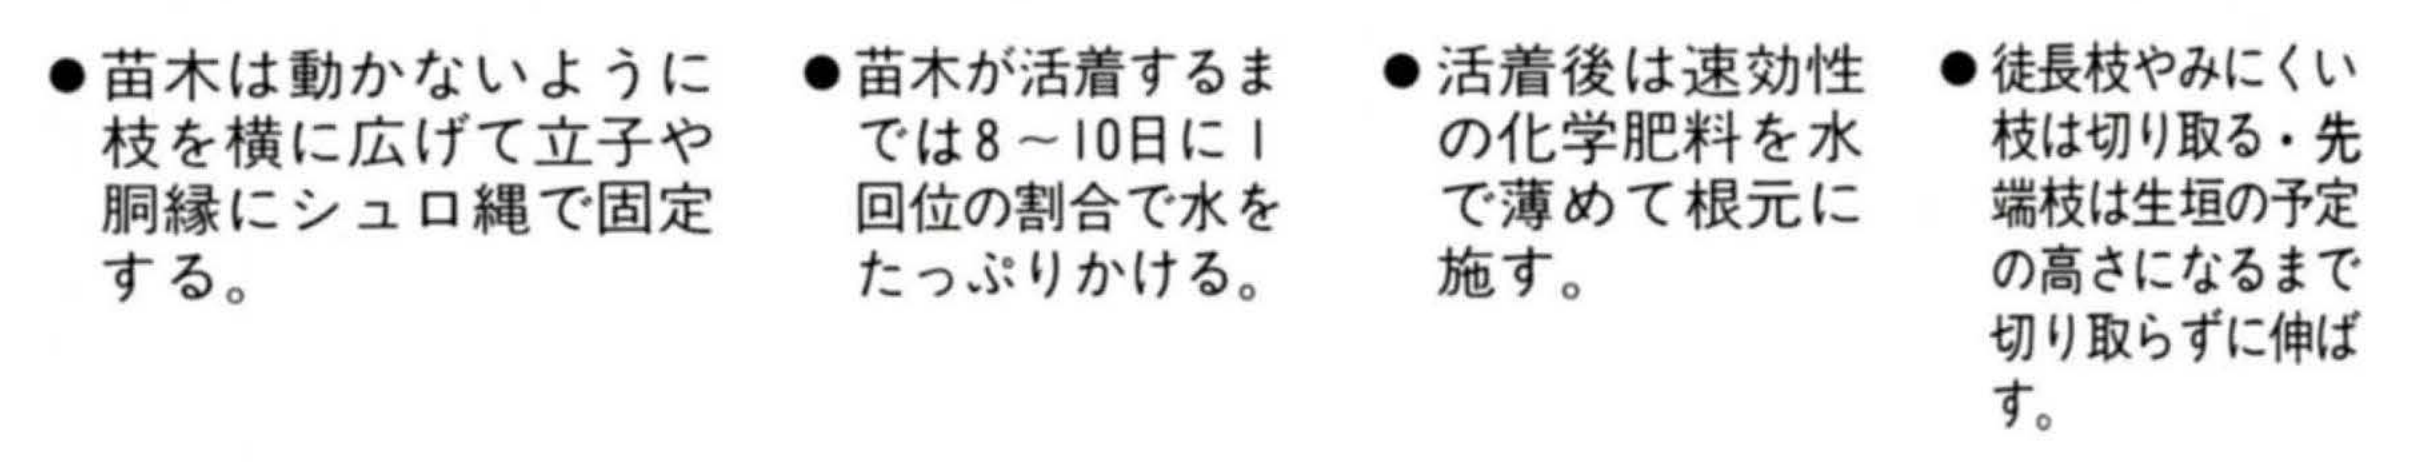 ●苗木は動かないように
枝を横に広げて立子や
胴縁にシュロ縄で固定
する。
●苗木が活着するま
では8～10日に1
回位の割合で水を
たっぷりかける。
●活着後は速効性
の化学肥料を水
で薄めて根元に
施す。
●徒長枝やみにくい
枝は切り取る・先
端枝は生垣の予定
の高さになるまで
切り取らずに伸ば
す。